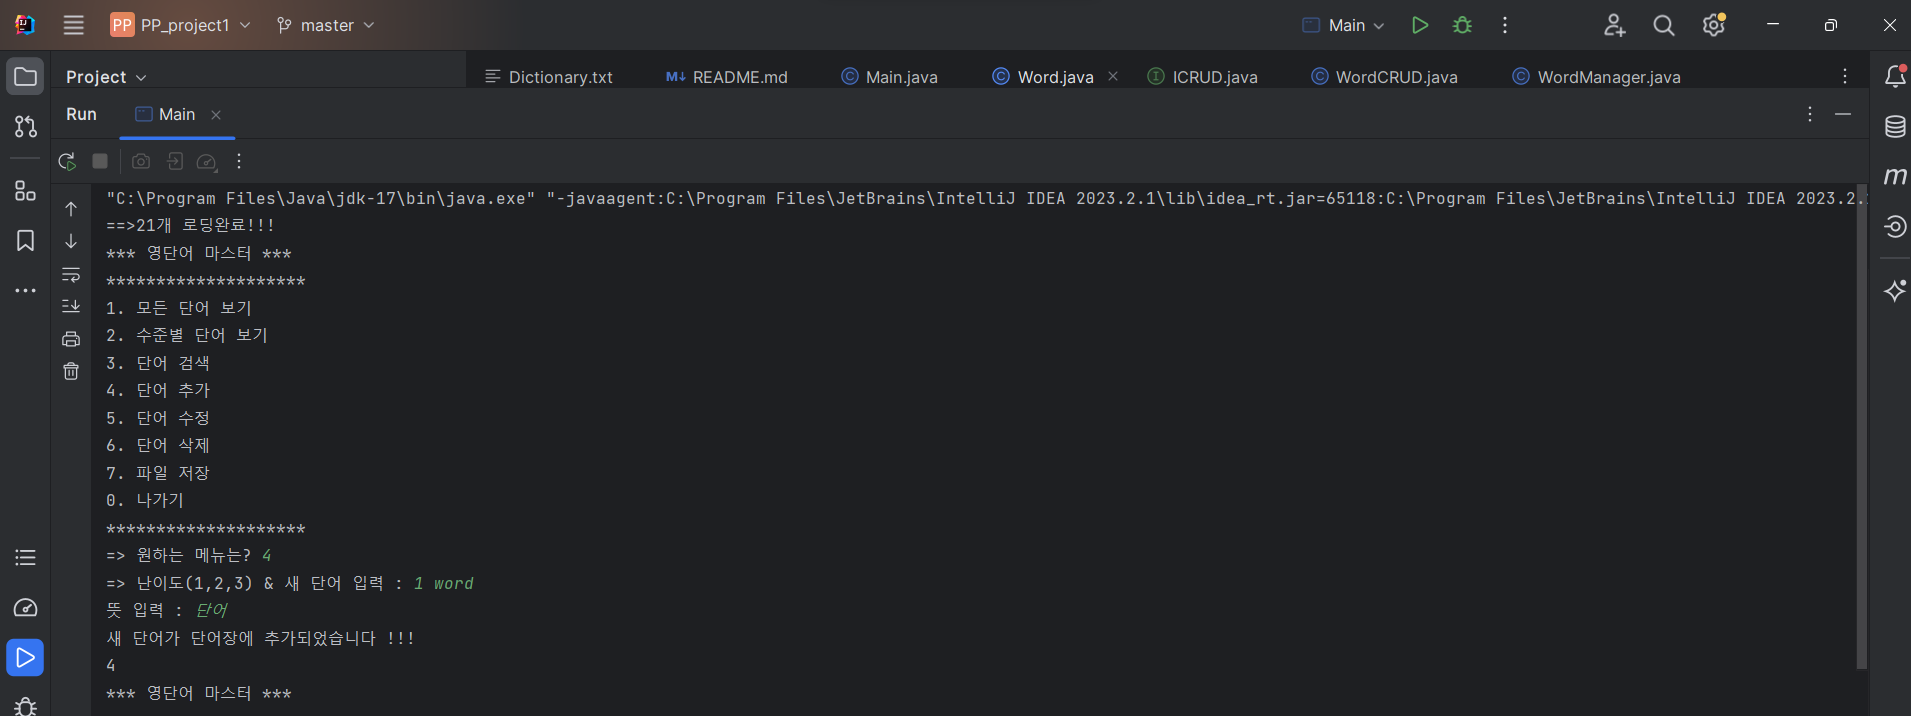 PP PP_project1 master Main
Project Dictionary.txt M↓ README.md Main.java Word.java ICRUD.java WordCRUD.java WordManager.java
Run Main
"C:\Program Files\Java\jdk-17\bin\java.exe" "-javaagent:C:\Program Files\JetBrains\IntelliJ IDEA 2023.2.1\lib\idea_rt.jar=65118:C:\Program Files\JetBrains\IntelliJ IDEA 2023.2.
==>21개 로딩완료!!!
*** 영단어 마스터 ***
********************
1. 모든 단어 보기
2. 수준별 단어 보기
3. 단어 검색
4. 단어 추가
5. 단어 수정
6. 단어 삭제
7. 파일 저장
0. 나가기
********************
=> 원하는 메뉴는? 4
=> 난이도(1,2,3) & 새 단어 입력 : 1 word
뜻 입력 : 단어
새 단어가 단어장에 추가되었습니다 !!!
4
*** 영단어 마스터 ***